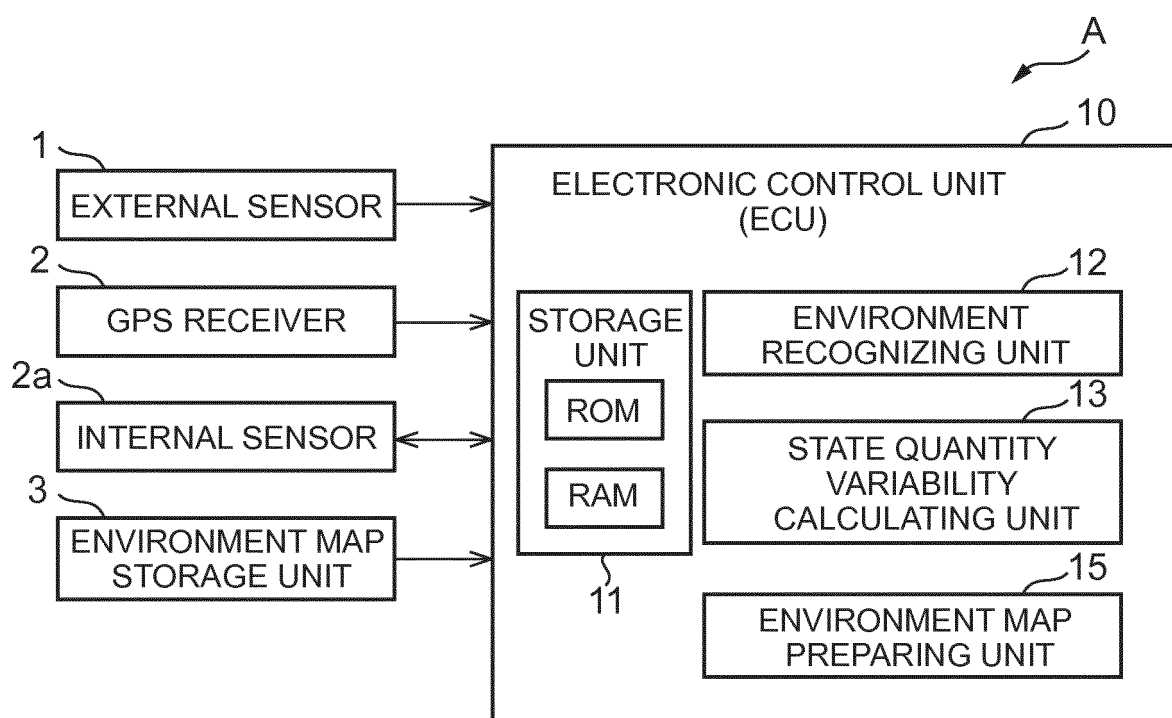 A
10
1
EXTERNAL SENSOR
2
GPS RECEIVER
2a
INTERNAL SENSOR
3
ENVIRONMENT MAP
STORAGE UNIT
ELECTRONIC CONTROL UNIT
(ECU)
STORAGE
UNIT
ROM
RAM
11
12
ENVIRONMENT
RECOGNIZING UNIT
13
STATE QUANTITY
VARIABILITY
CALCULATING UNIT
15
ENVIRONMENT MAP
PREPARING UNIT